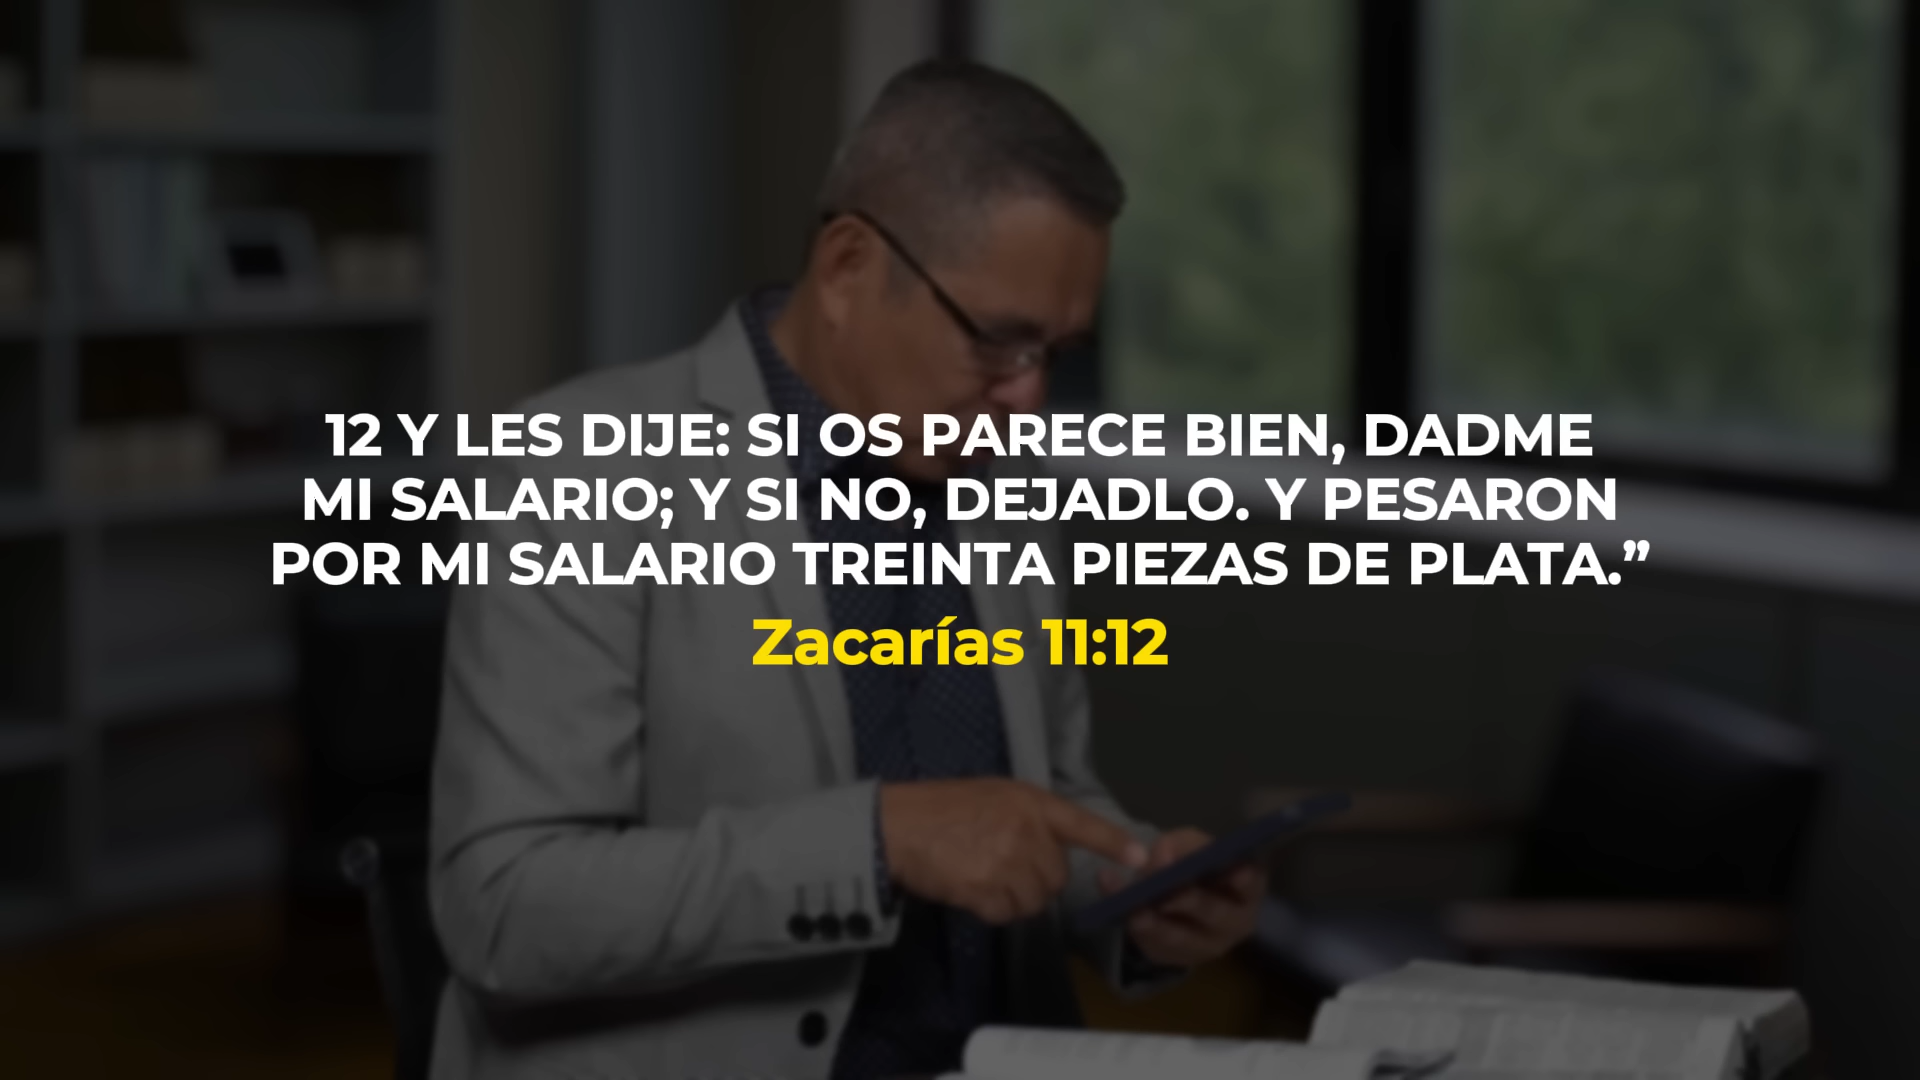 12 Y LES DIJE: SI OS PARECE BIEN, DADME
MI SALARIO; Y SI NO, DEJADLO. Y PESARON
POR MI SALARIO TREINTA PIEZAS DE PLATA.”
Zacarías 11:12